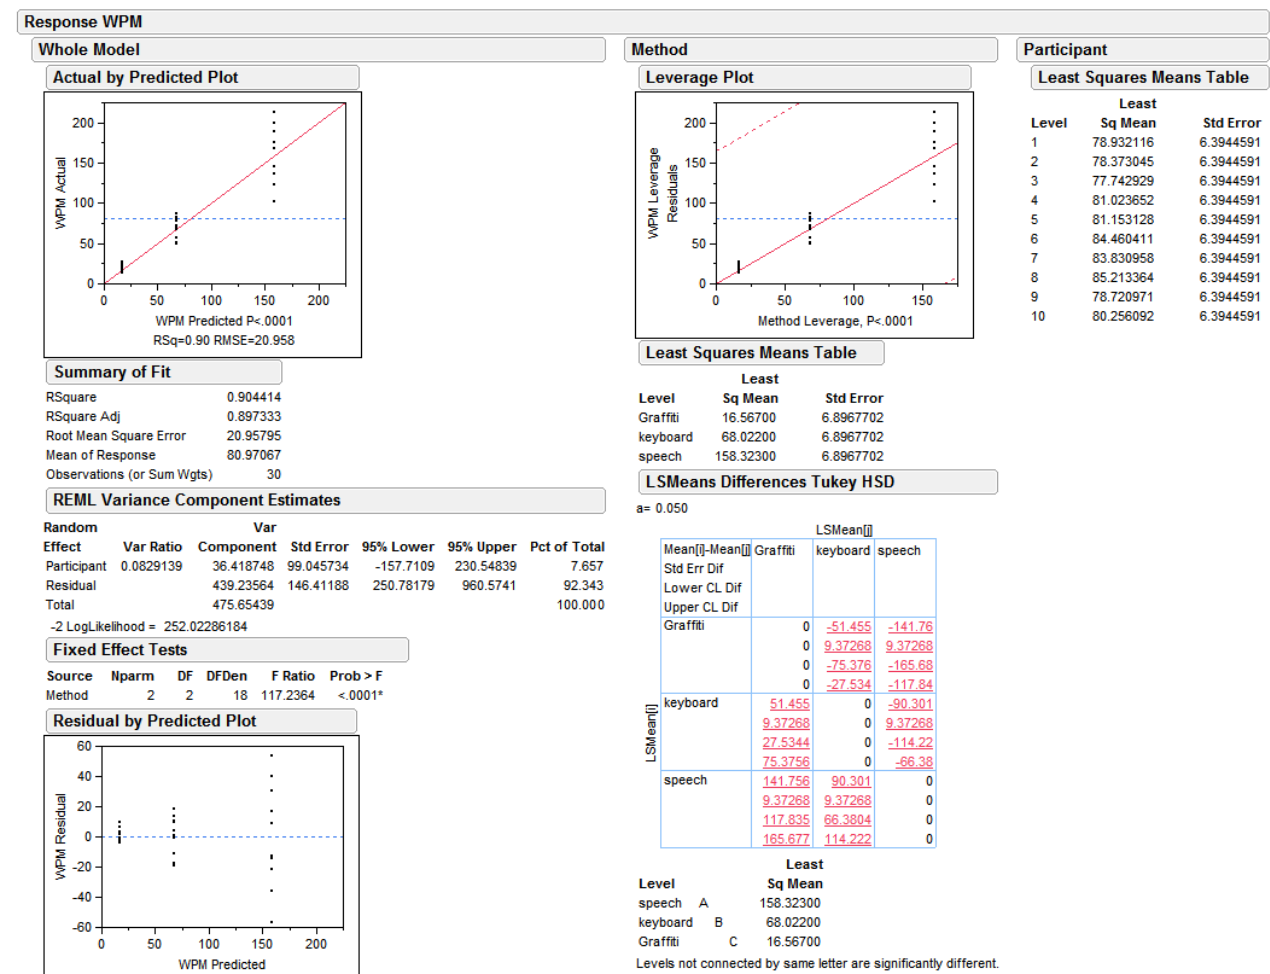 Response WPM
Whole Model
Actual by Predicted Plot
WPM Actual
200
150
100
50
0
0 50 100 150 200
WPM Predicted P<.0001
RSq=0.90 RMSE=20.958
Summary of Fit
RSquare 0.904414
RSquare Adj 0.897333
Root Mean Square Error 20.95795
Mean of Response 80.97067
Observations (or Sum Wgts) 30
REML Variance Component Estimates
Random Var
Effect Var Ratio Component Std Error 95% Lower 95% Upper Pct of Total
Participant 0.0829139 36.418748 99.045734 -157.7109 230.54839 7.657
Residual 439.23564 146.41188 250.78179 960.5741 92.343
Total 475.65439 100.000
-2 LogLikelihood = 252.02286184
Fixed Effect Tests
Source Nparm DF DFDen F Ratio Prob > F
Method 2 2 18 117.2364 <.0001*
Residual by Predicted Plot
WPM Residual
60
40
20
0
-20
-40
-60
0 50 100 150 200
WPM Predicted
Method
Leverage Plot
WPM Leverage
Residuals
200
150
100
50
0
0 50 100 150
Method Leverage, P<.0001
Least Squares Means Table
Least
Level Sq Mean Std Error
Graffiti 16.56700 6.8967702
keyboard 68.02200 6.8967702
speech 158.32300 6.8967702
LSMeans Differences Tukey HSD
a= 0.050
LSMean[j]
LSMean[i]
Mean[i]-Mean[j] Graffiti keyboard speech
Std Err Dif
Lower CL Dif
Upper CL Dif
Graffiti 0 -51.455 -141.76
0 9.37268 9.37268
0 -75.376 -165.68
0 -27.534 -117.84
keyboard 51.455 0 -90.301
9.37268 0 9.37268
27.5344 0 -114.22
75.3756 0 -66.38
speech 141.756 90.301 0
9.37268 9.37268 0
117.835 66.3804 0
165.677 114.222 0
Least
Level Sq Mean
speech A 158.32300
keyboard B 68.02200
Graffiti C 16.56700
Levels not connected by same letter are significantly different.
Participant
Least Squares Means Table
Least
Level Sq Mean Std Error
1 78.932116 6.3944591
2 78.373045 6.3944591
3 77.742929 6.3944591
4 81.023652 6.3944591
5 81.153128 6.3944591
6 84.460411 6.3944591
7 83.830958 6.3944591
8 85.213364 6.3944591
9 78.720971 6.3944591
10 80.256092 6.3944591